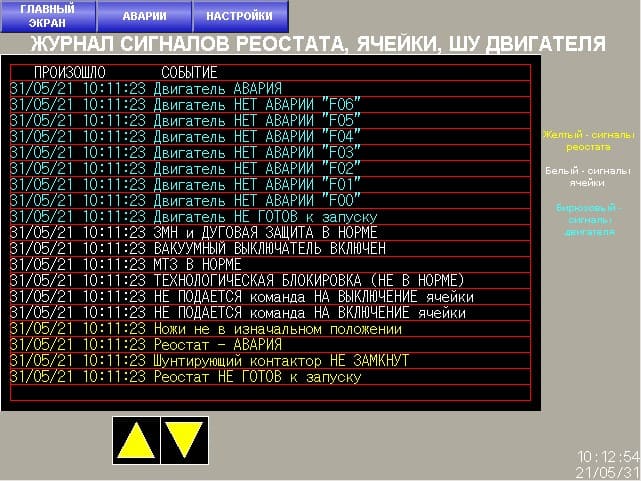 ГЛАВНЫЙ
ЭКРАН
АВАРИИ
НАСТРОЙКИ
ЖУРНАЛ СИГНАЛОВ РЕОСТАТА, ЯЧЕЙКИ, ШУ ДВИГАТЕЛЯ
ПРОИЗОШЛО СОБЫТИЕ
31/05/21 10:11:23 Двигатель АВАРИЯ
31/05/21 10:11:23 Двигатель НЕТ АВАРИИ "F06"
31/05/21 10:11:23 Двигатель НЕТ АВАРИИ "F05"
31/05/21 10:11:23 Двигатель НЕТ АВАРИИ "F04"
31/05/21 10:11:23 Двигатель НЕТ АВАРИИ "F03"
31/05/21 10:11:23 Двигатель НЕТ АВАРИИ "F02"
31/05/21 10:11:23 Двигатель НЕТ АВАРИИ "F01"
31/05/21 10:11:23 Двигатель НЕТ АВАРИИ "F00"
31/05/21 10:11:23 Двигатель НЕ ГОТОВ к запуску
31/05/21 10:11:23 ЗМН и ДУГОВАЯ ЗАЩИТА В НОРМЕ
31/05/21 10:11:23 ВАКУУМНЫЙ ВЫКЛЮЧАТЕЛЬ ВКЛЮЧЕН
31/05/21 10:11:23 МТЗ В НОРМЕ
31/05/21 10:11:23 ТЕХНОЛОГИЧЕСКАЯ БЛОКИРОВКА (НЕ В НОРМЕ)
31/05/21 10:11:23 НЕ ПОДАЕТСЯ команда НА ВЫКЛЮЧЕНИЕ ячейки
31/05/21 10:11:23 НЕ ПОДАЕТСЯ команда НА ВКЛЮЧЕНИЕ ячейки
31/05/21 10:11:23 Ножи не в изначальном положении
31/05/21 10:11:23 Реостат - АВАРИЯ
31/05/21 10:11:23 Шунтирующий контактор НЕ ЗАМКНУТ
31/05/21 10:11:23 Реостат НЕ ГОТОВ к запуску
Желтый - сигналы
реостата
Белый - сигналы
ячейки
Бирюзовый -
сигналы
двигателя
10:12:54
21/05/31